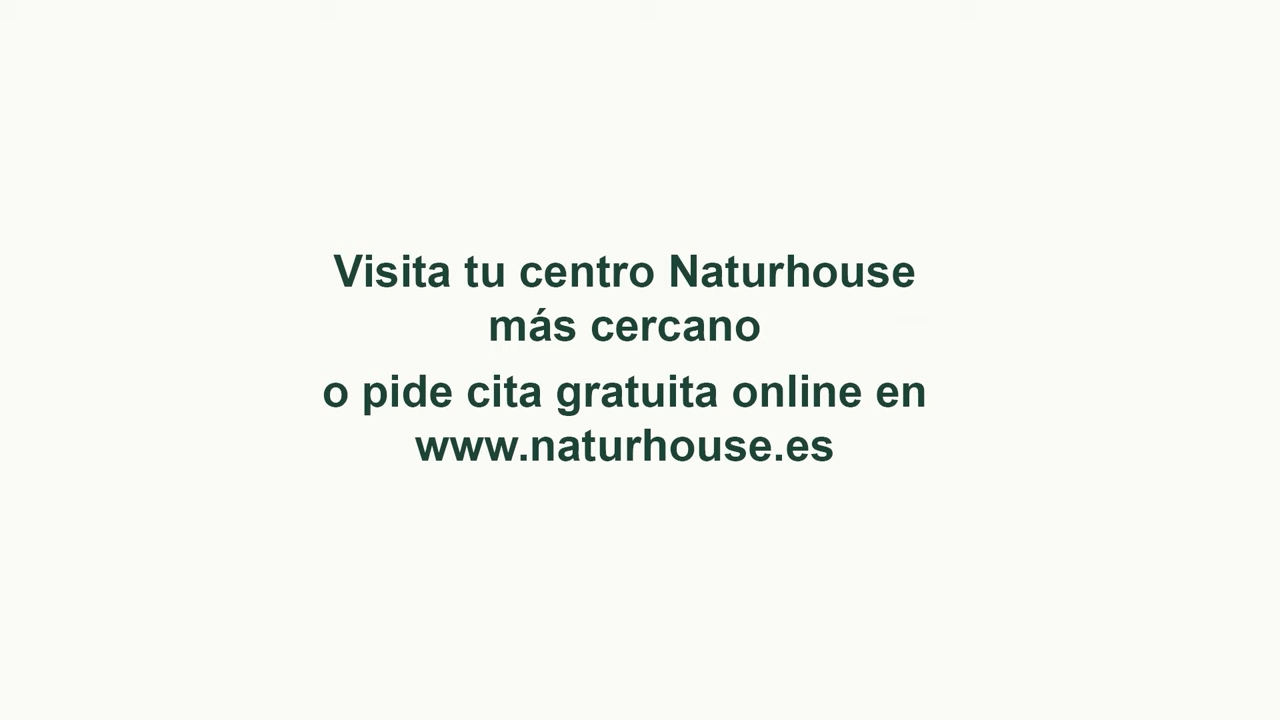 Visita tu centro Naturhouse
más cercano
o pide cita gratuita online en
www.naturhouse.es